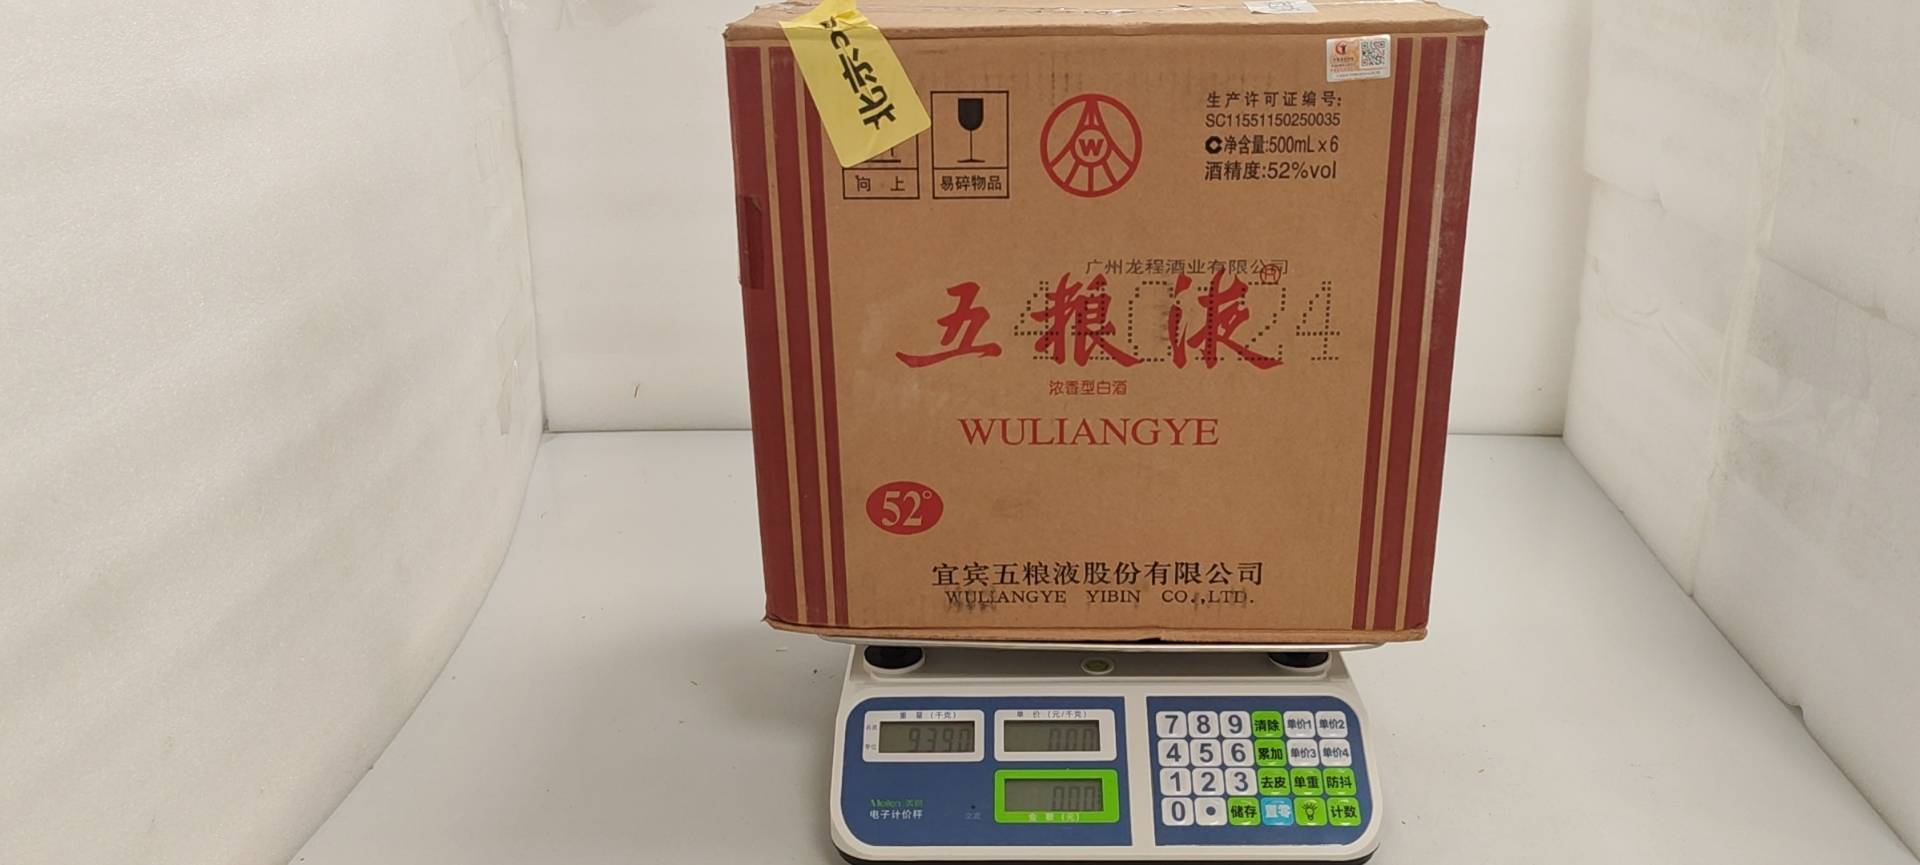 北京
向 上
易碎物品
W
生产许可证编号:
SC11551150250035
净含量:500mL×6
酒精度:52%vol
广州龙程酒业有限公司
五粮液
浓香型白酒
WULIANGYE
52°
宜宾五粮液股份有限公司
WULIANGYE YIBIN CO.,LTD.
重量(千克)
单价(元/千克)
9.390
0.00
0.00
金额(元)
电子计价秤
7 8 9 清除 单价1 单价2
4 5 6 累加 单价3 单价4
1 2 3 去皮 单重 防抖
0 • 储存 置零 计数